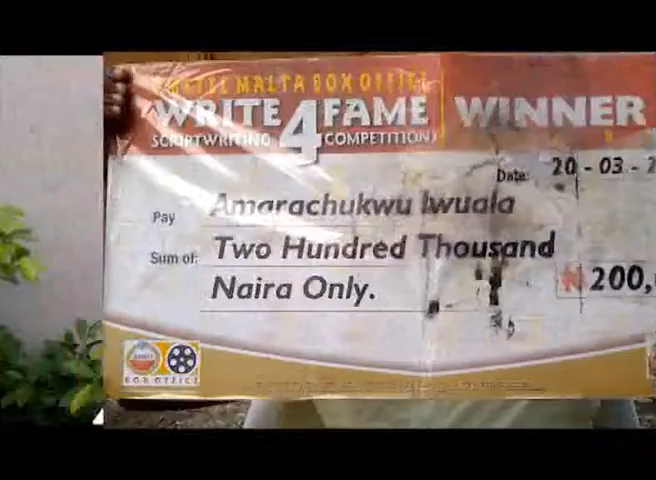 MALTA BOX OFFICE
WRITE 4 FAME
SCRIPTWRITING COMPETITION
WINNER
Date: 20-03-2
Pay Amarachukwu Iwuala
Sum of: Two Hundred Thousand
Naira Only.
₦200,
BOX OFFICE